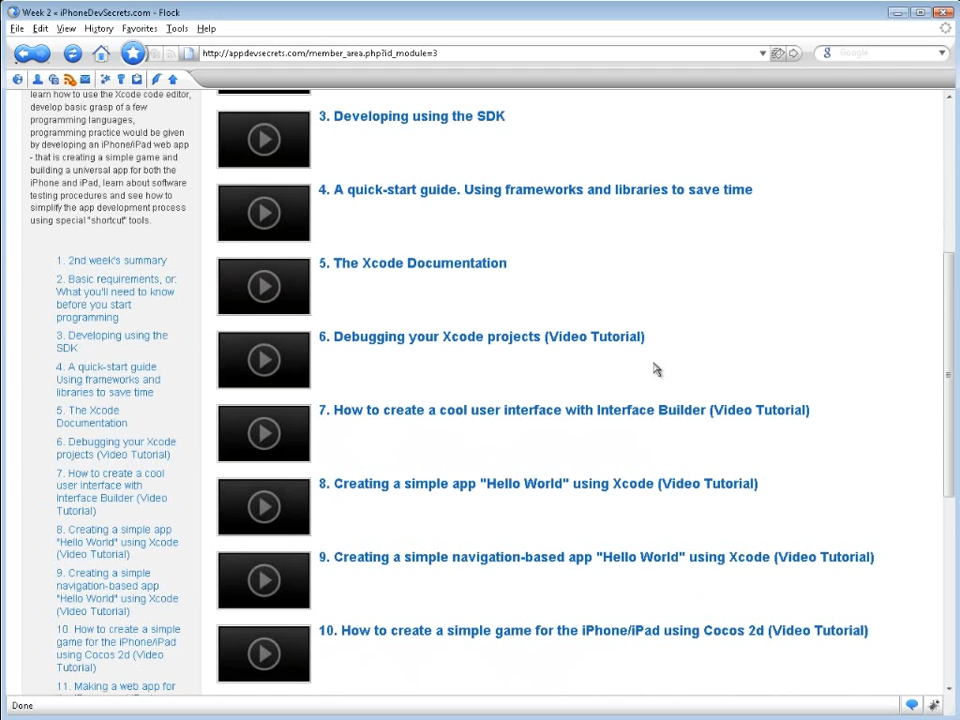 Week 2 « iPhoneDevSecrets.com - Flock
File Edit View History Favorites Tools Help
http://appdevsecrets.com/member_area.php?id_module=3
Google
learn how to use the Xcode code editor,
develop basic grasp of a few
programming languages,
programming practice would be given
by developing an iPhone/iPad web app
- that is creating a simple game and
building a universal app for both the
iPhone and iPad, learn about software
testing procedures and see how to
simplify the app development process
using special "shortcut" tools.
1. 2nd week's summary
2. Basic requirements, or:
What you'll need to know
before you start
programming
3. Developing using the
SDK
4. A quick-start guide
Using frameworks and
libraries to save time
5. The Xcode
Documentation
6. Debugging your Xcode
projects (Video Tutorial)
7. How to create a cool
user interface with
Interface Builder (Video
Tutorial)
8. Creating a simple app
"Hello World" using Xcode
(Video Tutorial)
9. Creating a simple
navigation-based app
"Hello World" using Xcode
(Video Tutorial)
10. How to create a simple
game for the iPhone/iPad
using Cocos 2d (Video
Tutorial)
11. Making a web app for
3. Developing using the SDK
4. A quick-start guide. Using frameworks and libraries to save time
5. The Xcode Documentation
6. Debugging your Xcode projects (Video Tutorial)
7. How to create a cool user interface with Interface Builder (Video Tutorial)
8. Creating a simple app "Hello World" using Xcode (Video Tutorial)
9. Creating a simple navigation-based app "Hello World" using Xcode (Video Tutorial)
10. How to create a simple game for the iPhone/iPad using Cocos 2d (Video Tutorial)
Done